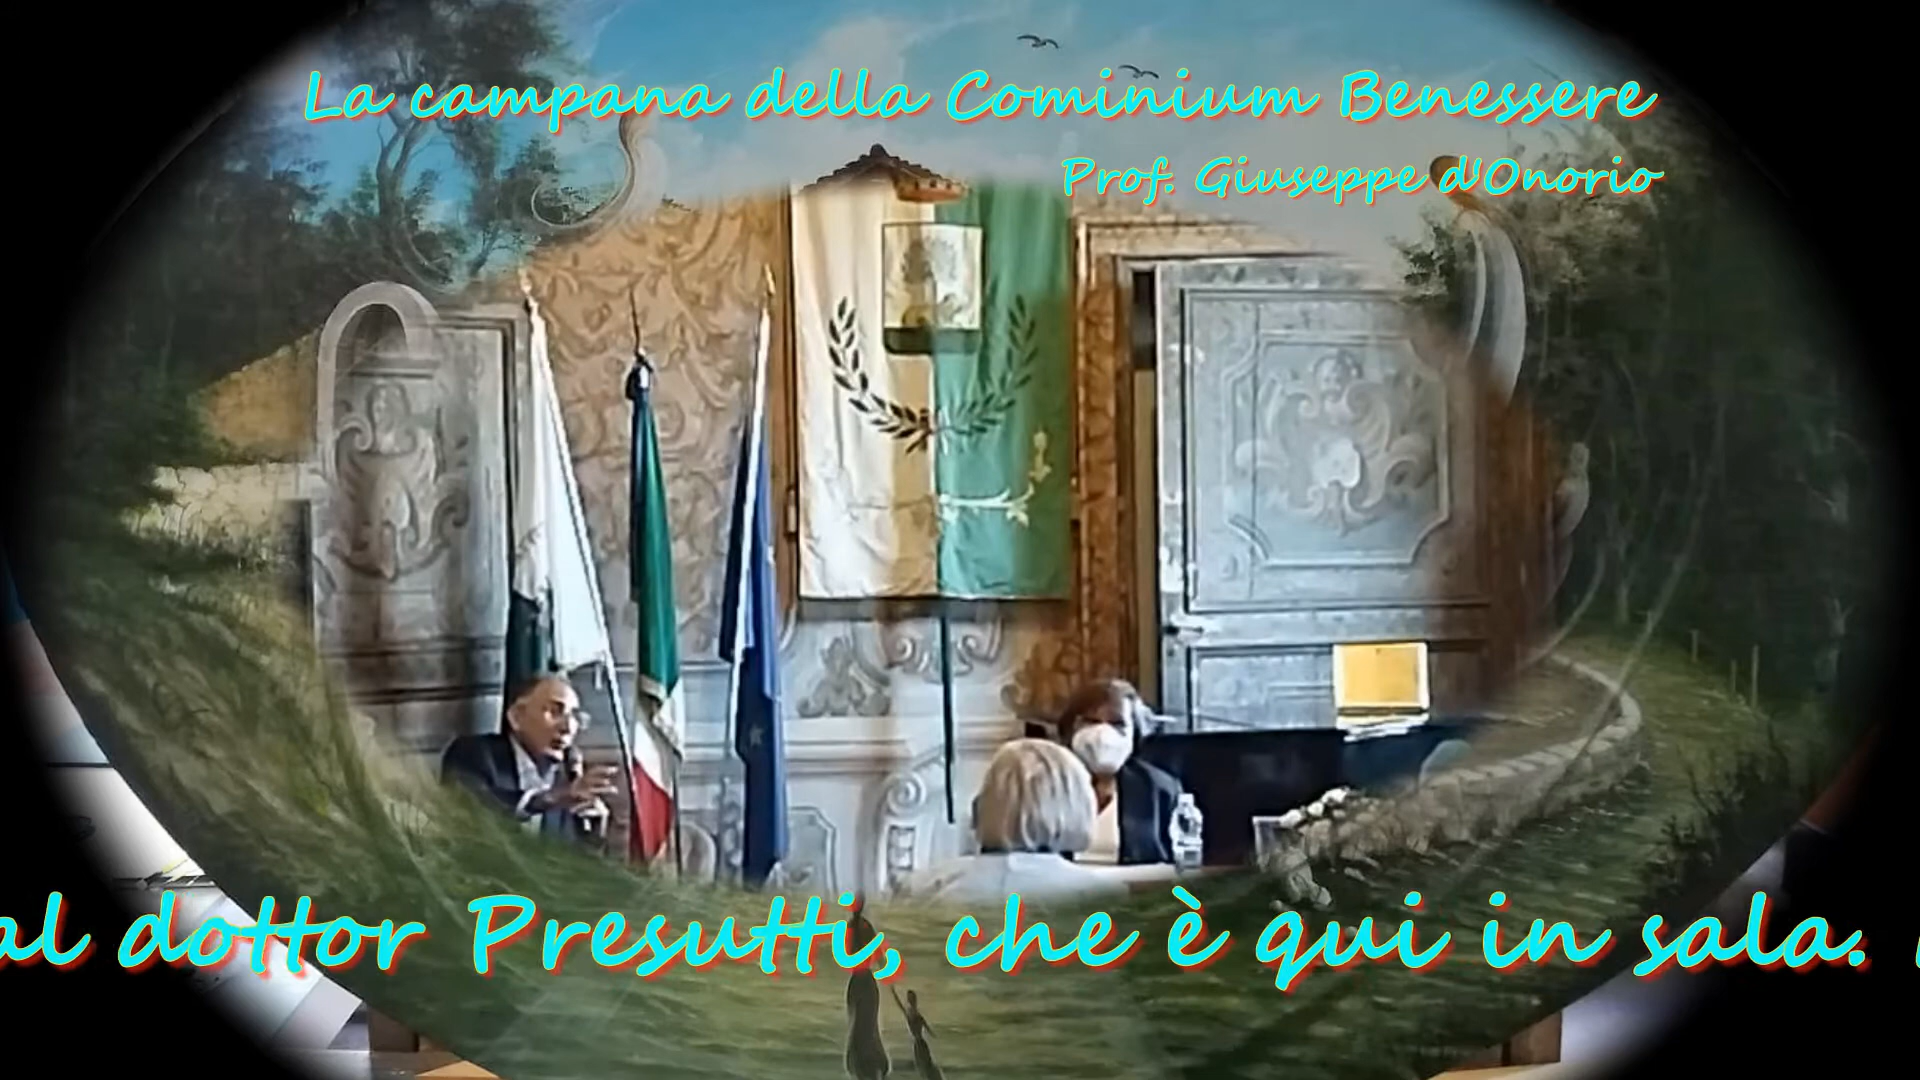 La campana della Cominium Benessere
Prof. Giuseppe d'Onorio
al dottor Presutti, che è qui in sala.